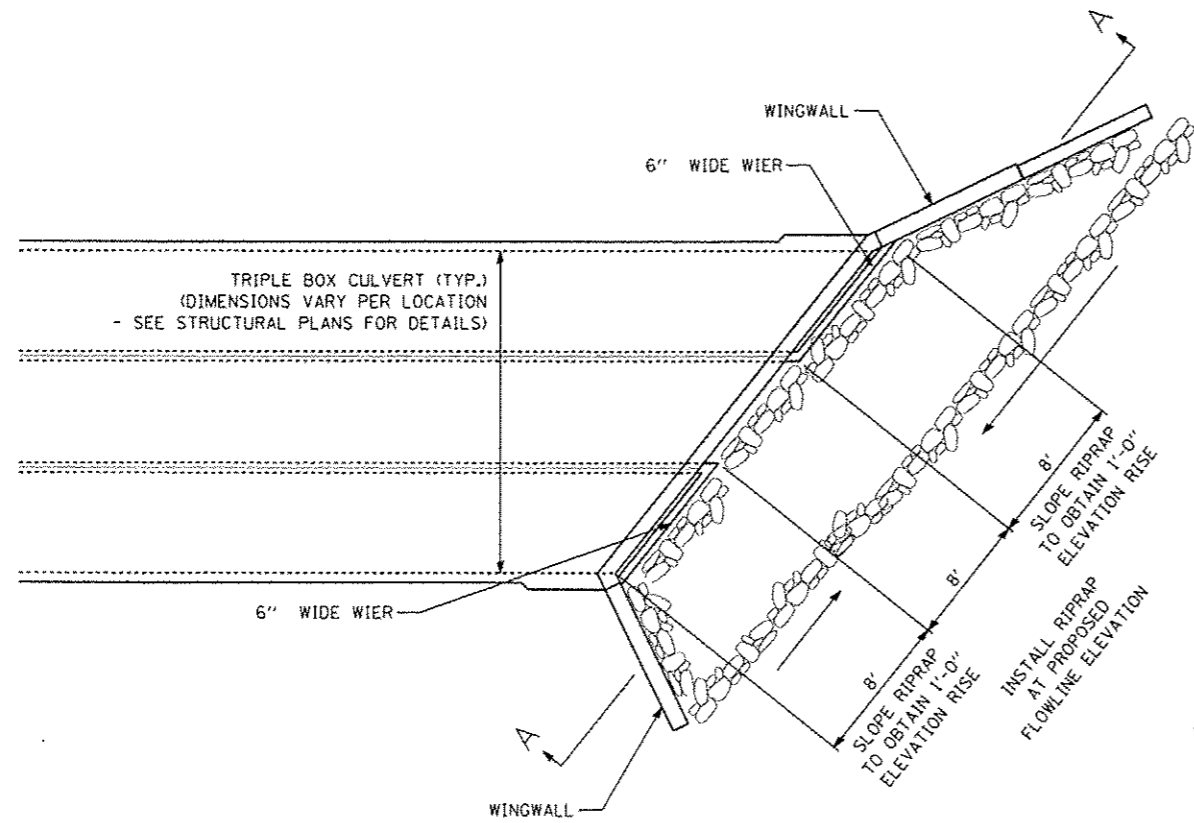 A
WINGWALL
6" WIDE WIER
TRIPLE BOX CULVERT (TYP.)
(DIMENSIONS VARY PER LOCATION
- SEE STRUCTURAL PLANS FOR DETAILS)
8'
SLOPE RIPRAP
TO OBTAIN 1'-0"
ELEVATION RISE
8'
INSTALL RIPRAP
AT PROPOSED
FLOWLINE ELEVATION
8'
SLOPE RIPRAP
TO OBTAIN 1'-0"
ELEVATION RISE
6" WIDE WIER
A
WINGWALL